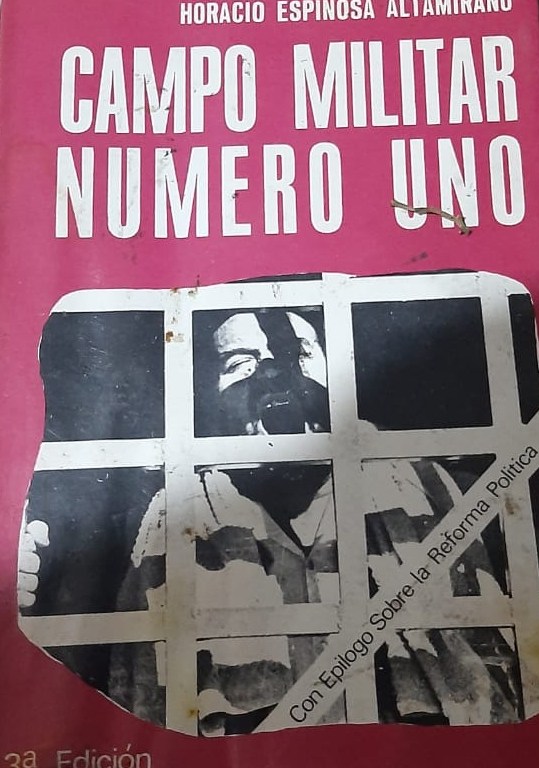 HORACIO ESPINOSA ALTAMIRANO
CAMPO MILITAR
NUMERO UNO
Con Epilogo Sobre la Reforma Politica
3ª Edición